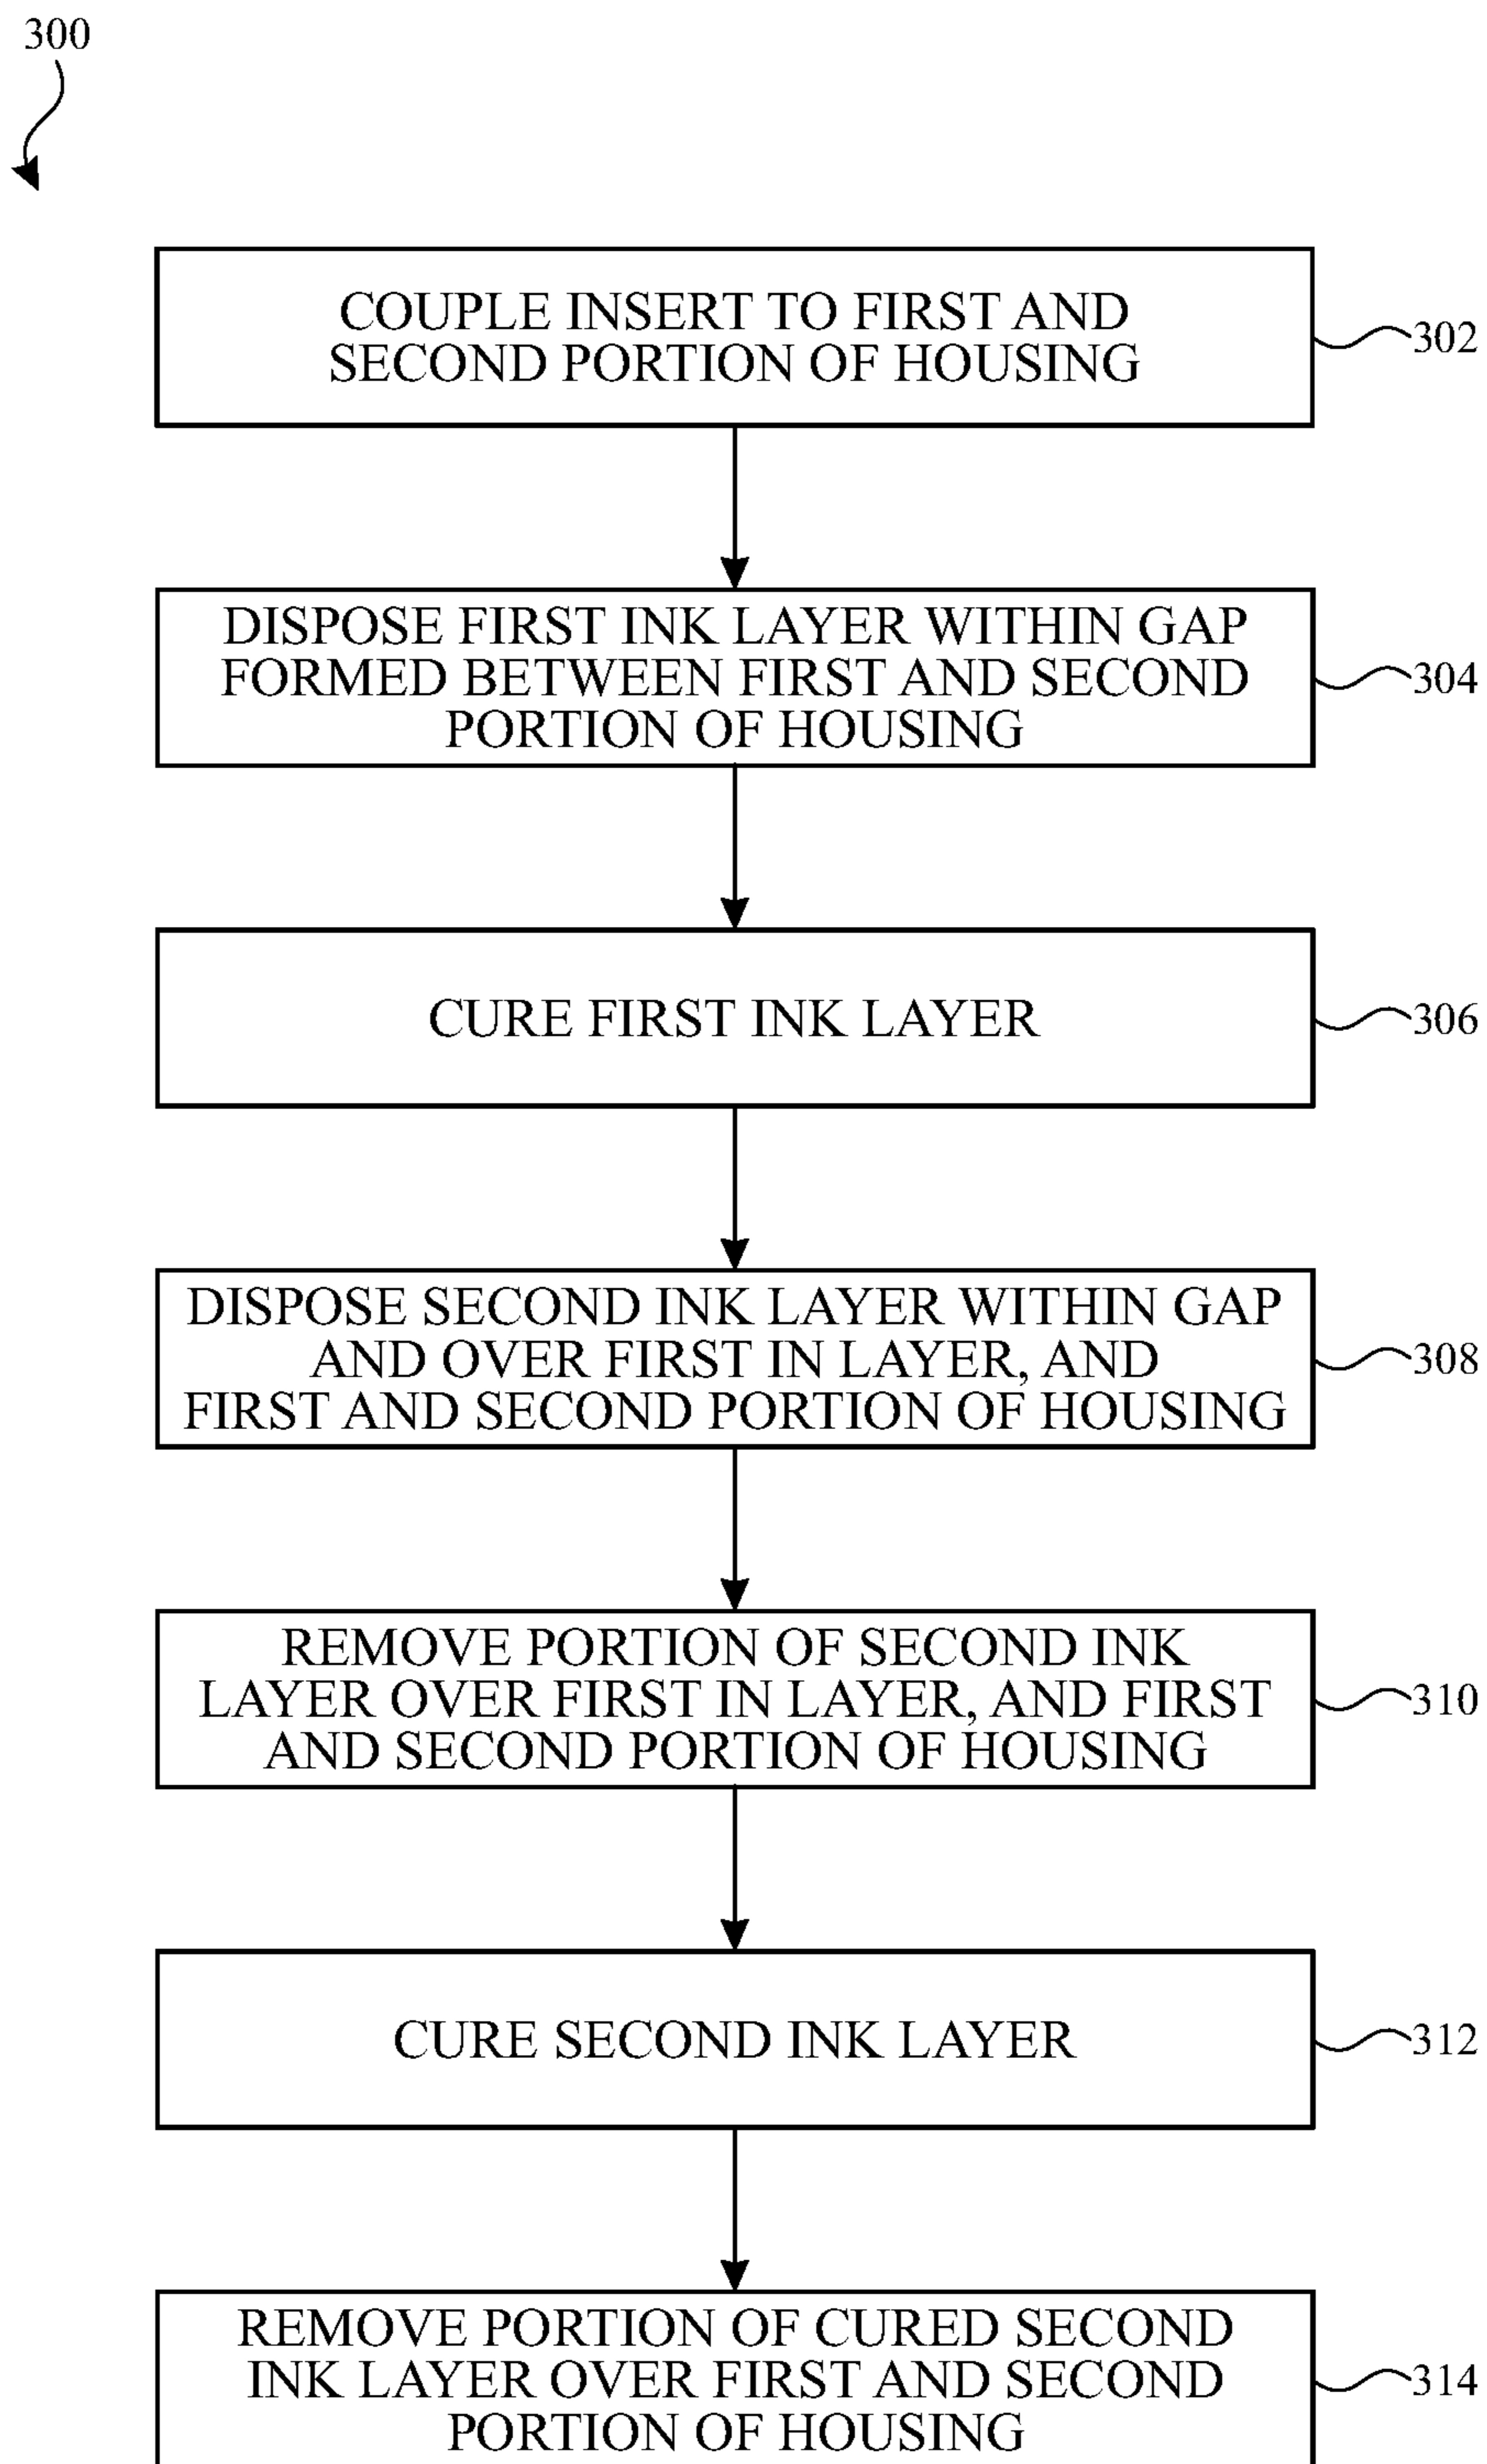 300
COUPLE INSERT TO FIRST AND
SECOND PORTION OF HOUSING
302
DISPOSE FIRST INK LAYER WITHIN GAP
FORMED BETWEEN FIRST AND SECOND
PORTION OF HOUSING
304
CURE FIRST INK LAYER
306
DISPOSE SECOND INK LAYER WITHIN GAP
AND OVER FIRST IN LAYER, AND
FIRST AND SECOND PORTION OF HOUSING
308
REMOVE PORTION OF SECOND INK
LAYER OVER FIRST IN LAYER, AND FIRST
AND SECOND PORTION OF HOUSING
310
CURE SECOND INK LAYER
312
REMOVE PORTION OF CURED SECOND
INK LAYER OVER FIRST AND SECOND
PORTION OF HOUSING
314